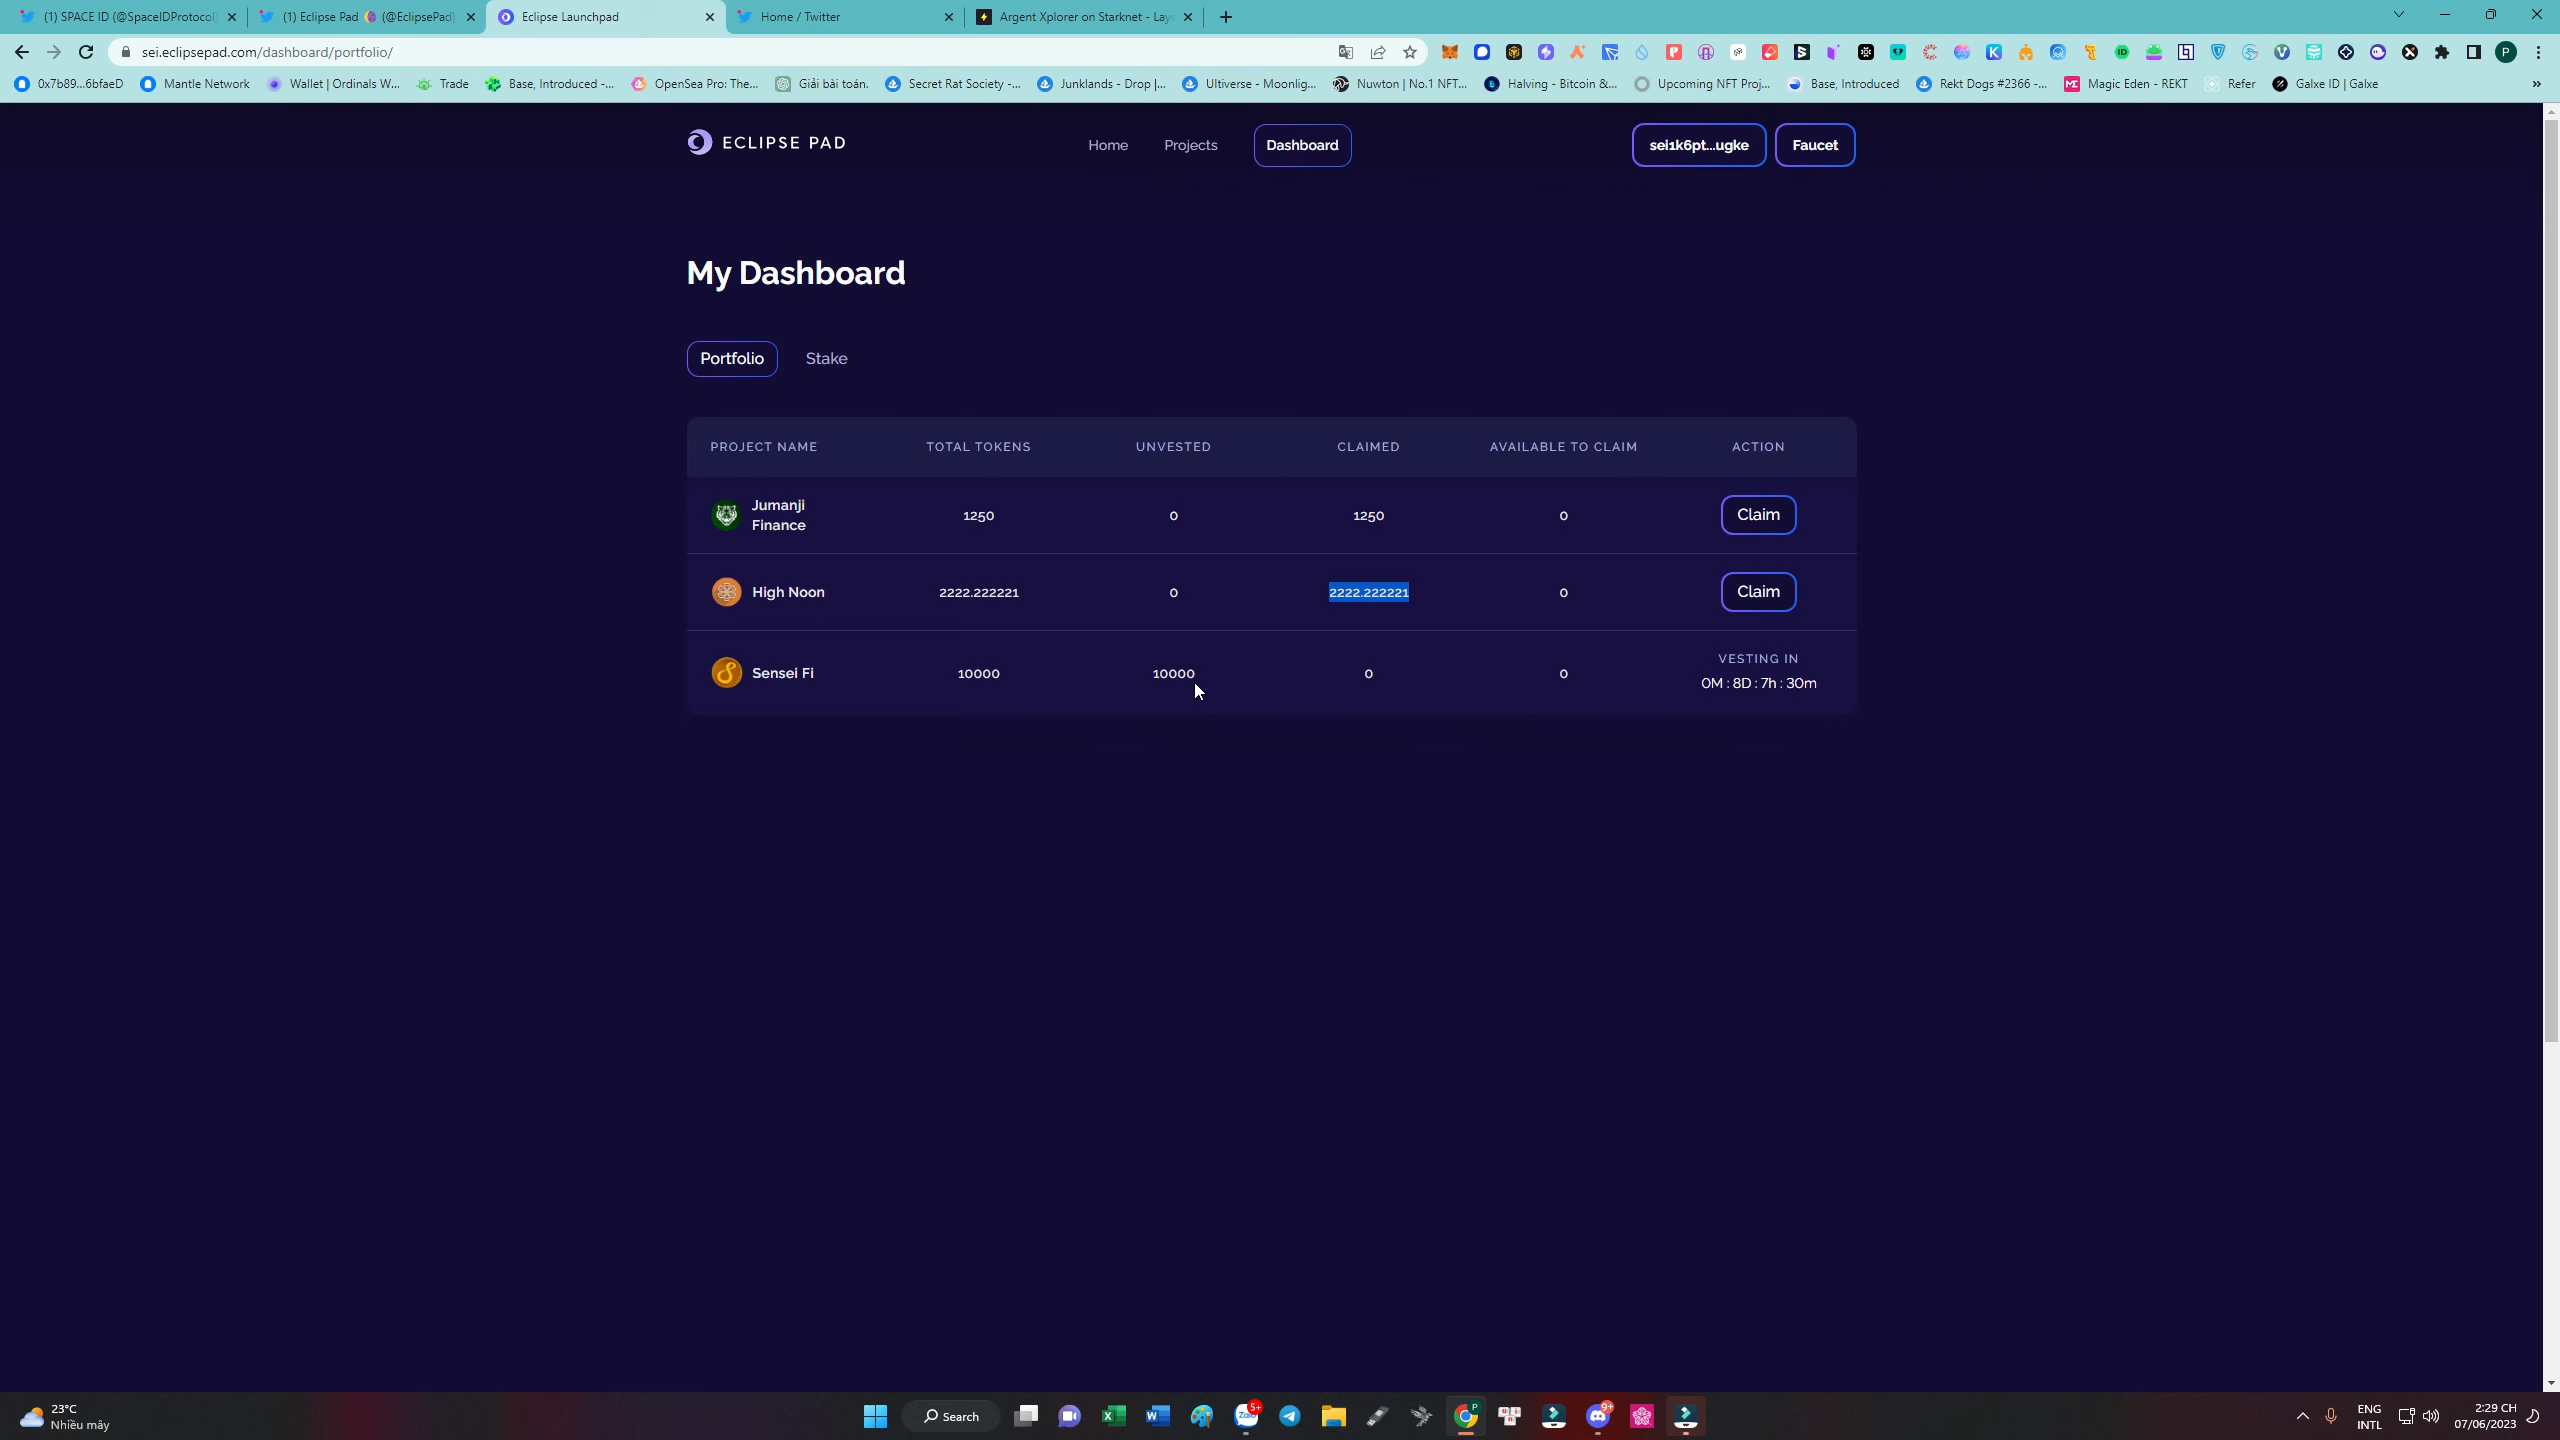 (1) SPACE ID (@SpaceIDProtocol)
(1) Eclipse Pad (@EclipsePad)
Eclipse Launchpad
Home / Twitter
Argent Xplorer on Starknet - Lay
sei.eclipsepad.com/dashboard/portfolio/
0x7b89...6bfaeD
Mantle Network
Wallet | Ordinals W...
Trade
Base, Introduced -...
OpenSea Pro: The...
Giải bài toán.
Secret Rat Society -...
Junklands - Drop |...
Ultiverse - Moonlig...
Nuwton | No.1 NFT...
Halving - Bitcoin &...
Upcoming NFT Proj...
Base, Introduced
Rekt Dogs #2366 -...
Magic Eden - REKT
Refer
Galxe ID | Galxe
ECLIPSE PAD
Home
Projects
Dashboard
sei1k6pt...ugke
Faucet
My Dashboard
Portfolio
Stake
PROJECT NAME TOTAL TOKENS UNVESTED CLAIMED AVAILABLE TO CLAIM ACTION
Jumanji
Finance
1250 0 1250 0 Claim
High Noon 2222.222221 0 2222.222221 0 Claim
Sensei Fi 10000 10000 0 0
VESTING IN
0M : 8D : 7h : 30m
23°C
Nhiều mây
Search
5+
9+
ENG
INTL
2:29 CH
07/06/2023